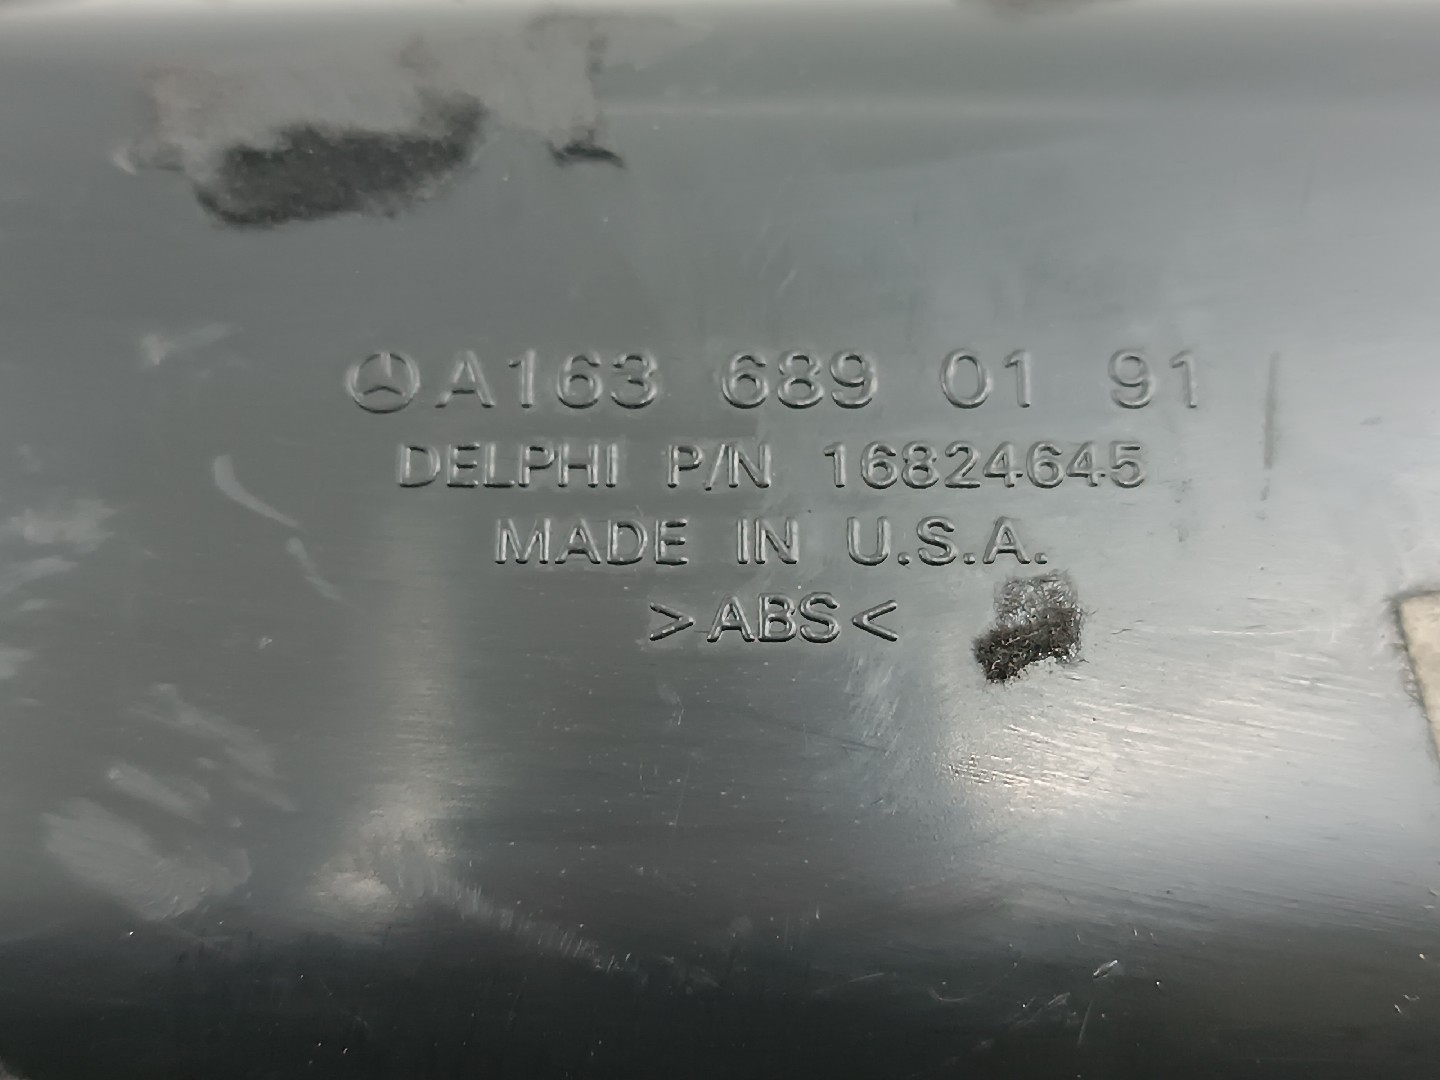 A163 689 01 91
DELPHI P/N 16824645
MADE IN U.S.A.
>ABS<